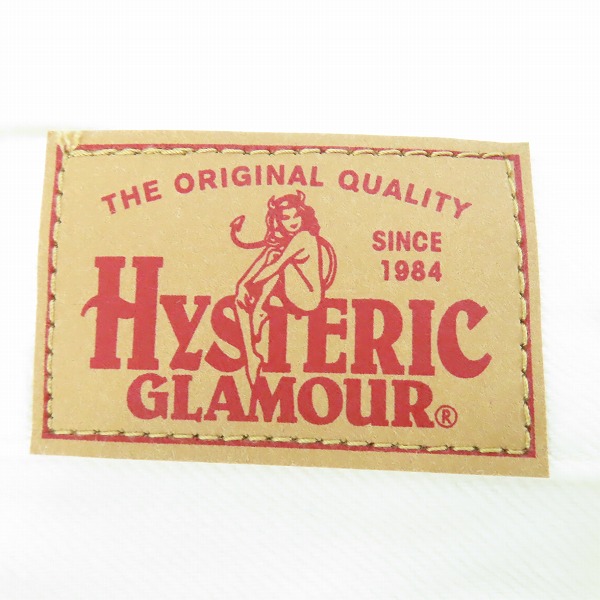 THE ORIGINAL QUALITY
SINCE
1984
HYSTERIC
GLAMOUR®